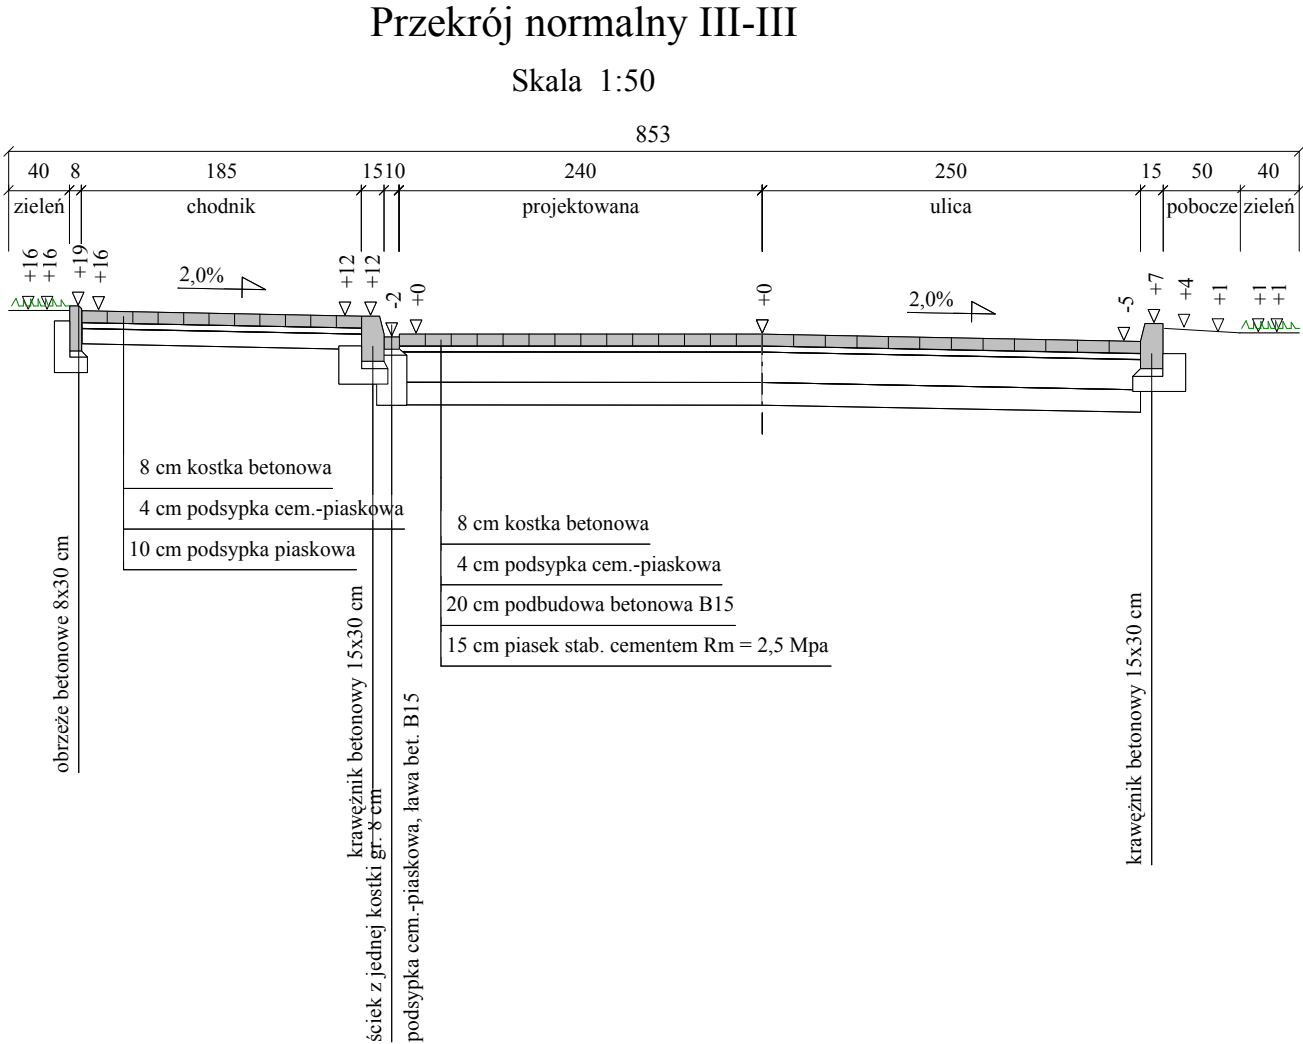 Przekrój normalny III-III
Skala 1:50
853
40 8 185 15 10 240 250 15 50 40
zieleń chodnik projektowana ulica pobocze zieleń
+16 +16 +19 +16 +12 +12 -2 +0 +0 -5 +7 +4 +1 +1 +1
2,0% 2,0%
8 cm kostka betonowa
4 cm podsypka cem.-piaskowa
10 cm podsypka piaskowa
8 cm kostka betonowa
4 cm podsypka cem.-piaskowa
20 cm podbudowa betonowa B15
15 cm piasek stab. cementem Rm = 2,5 Mpa
obrzeże betonowe 8x30 cm
krawężnik betonowy 15x30 cm
ściek z jednej kostki gr. 8 cm
podsypka cem.-piaskowa, ława bet. B15
krawężnik betonowy 15x30 cm